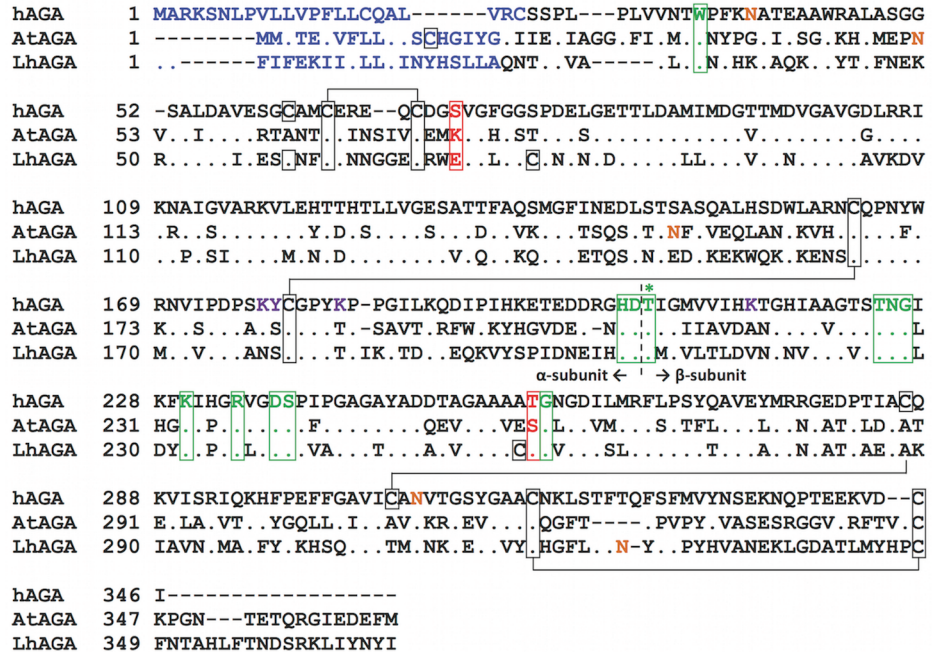 hAGA 1 MARKSNLPVLLVPFLLCQAL------VRCSSPL---PLVVNTWPFKNATEAAWRALASGG
AtAGA 1 --------MM.TE.VFLL..SCHGIYG.IIE.IAGG.FI.M..NYPG.I.SG.KH.MEPN
LhAGA 1 ..------FIFEKII.LL.INYHSLLAQNT..VA----.L..N.HK.AQK..YT.FNEK
hAGA 52 -SALDAVESGCAMCERE--QCDGSVGFGGSPDELGETTLDAMIMDGTTMDVGAVGDLRRI
AtAGA 53 V..I....RTANT.INSIV.EMK..H.ST...S.........V........G....
LhAGA 50 R.....I.ES.NF.NNGGE.RWE..L..C.N.N.D.....LL..V..N.....AVKDV
*
hAGA 109 KNAIGVARKVLEHTTHTLLVGESATTFAQSMGFINEDLSTSASQALHSDWLARNCQPNYW
AtAGA 113 .R..S.......Y.D.S....S...D..VK...TSQS.T.NF.VEQLAN.KVH.....F.
LhAGA 110 ..P.SI....M.N.D........V.Q..KQ...ETQS.N.ED.KEKWQK.KENS.....
hAGA 169 RNVIPDPSKYCGPYKP-PGILKQDIPIHKETEDDRGHDTIGMVVIHKTGHIAAGTSTNGI
AtAGA 173 K..S...A.S....T.-SAVT.RFW.KYHGVDE.-N....IIAVDAN....V......L
LhAGA 170 M..V...ANS.....T.IK.TD..EQKVYSPIDNEIH...M.VLTLDVN.NV...V....L
α-subunit ← → β-subunit
hAGA 228 KFKIHGRVGDSPIPGAGAYADDTAGAAAATGNGDILMRFLPSYQAVEYMRRGEDPTIACQ
AtAGA 231 HG..P......F........QEV...VES.L..VM...S.TFL...L..N.AT.LD.AT
LhAGA 230 DY..P..L....VA...T...A.V....C..V...SL......T...A..N.AT.AE.AK
hAGA 288 KVISRIQKHFPEFFGAVICANVTGSYGAACNKLSTFTQFSFMVYNSEKNQPTEEKVD--C
AtAGA 291 E.LA.VT..YGQLL.I..AV.KR.EV....QGFT----.PVPY.VASESRGGV.RFTV.C
LhAGA 290 IAVN.MA.FY.KHSQ...TM.NK.E..VY.HGFL..N-Y..PYHVANEKLGDATLMYHPC
hAGA 346 I------------------
AtAGA 347 KPGN---TETQRGIEDEFM
LhAGA 349 FNTAHLFTNDSRKLIYNYI